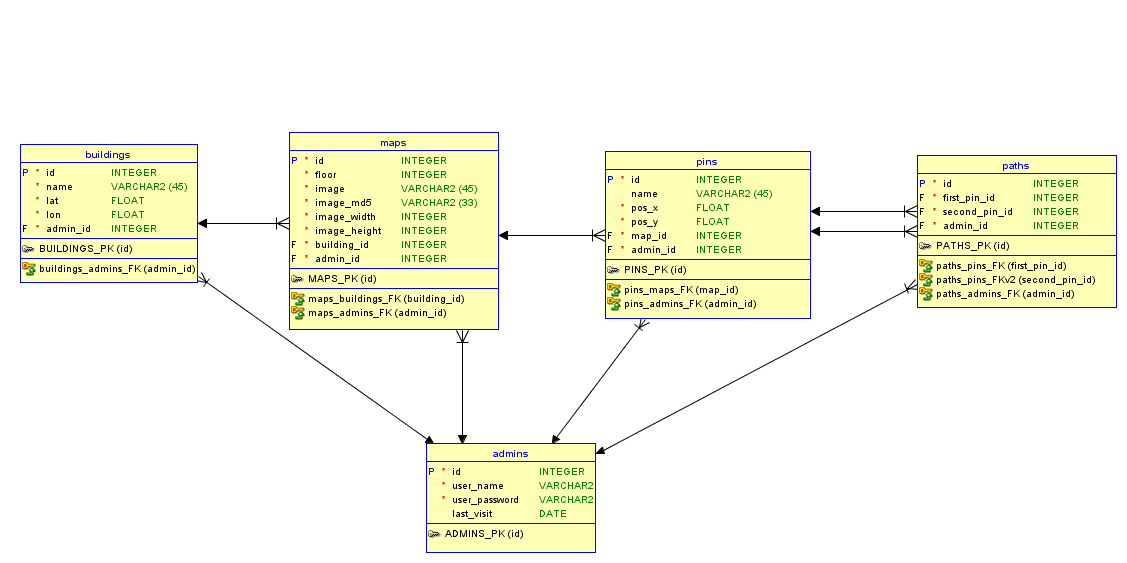 buildings
P * id INTEGER
* name VARCHAR2 (45)
* lat FLOAT
* lon FLOAT
F * admin_id INTEGER
BUILDINGS_PK (id)
buildings_admins_FK (admin_id)
maps
P * id INTEGER
* floor INTEGER
* image VARCHAR2 (45)
* image_md5 VARCHAR2 (33)
* image_width INTEGER
* image_height INTEGER
F * building_id INTEGER
F * admin_id INTEGER
MAPS_PK (id)
maps_buildings_FK (building_id)
maps_admins_FK (admin_id)
pins
P * id INTEGER
name VARCHAR2 (45)
* pos_x FLOAT
* pos_y FLOAT
F * map_id INTEGER
F * admin_id INTEGER
PINS_PK (id)
pins_maps_FK (map_id)
pins_admins_FK (admin_id)
paths
P * id INTEGER
F * first_pin_id INTEGER
F * second_pin_id INTEGER
F * admin_id INTEGER
PATHS_PK (id)
paths_pins_FK (first_pin_id)
paths_pins_FKv2 (second_pin_id)
paths_admins_FK (admin_id)
admins
P * id INTEGER
* user_name VARCHAR2
* user_password VARCHAR2
last_visit DATE
ADMINS_PK (id)